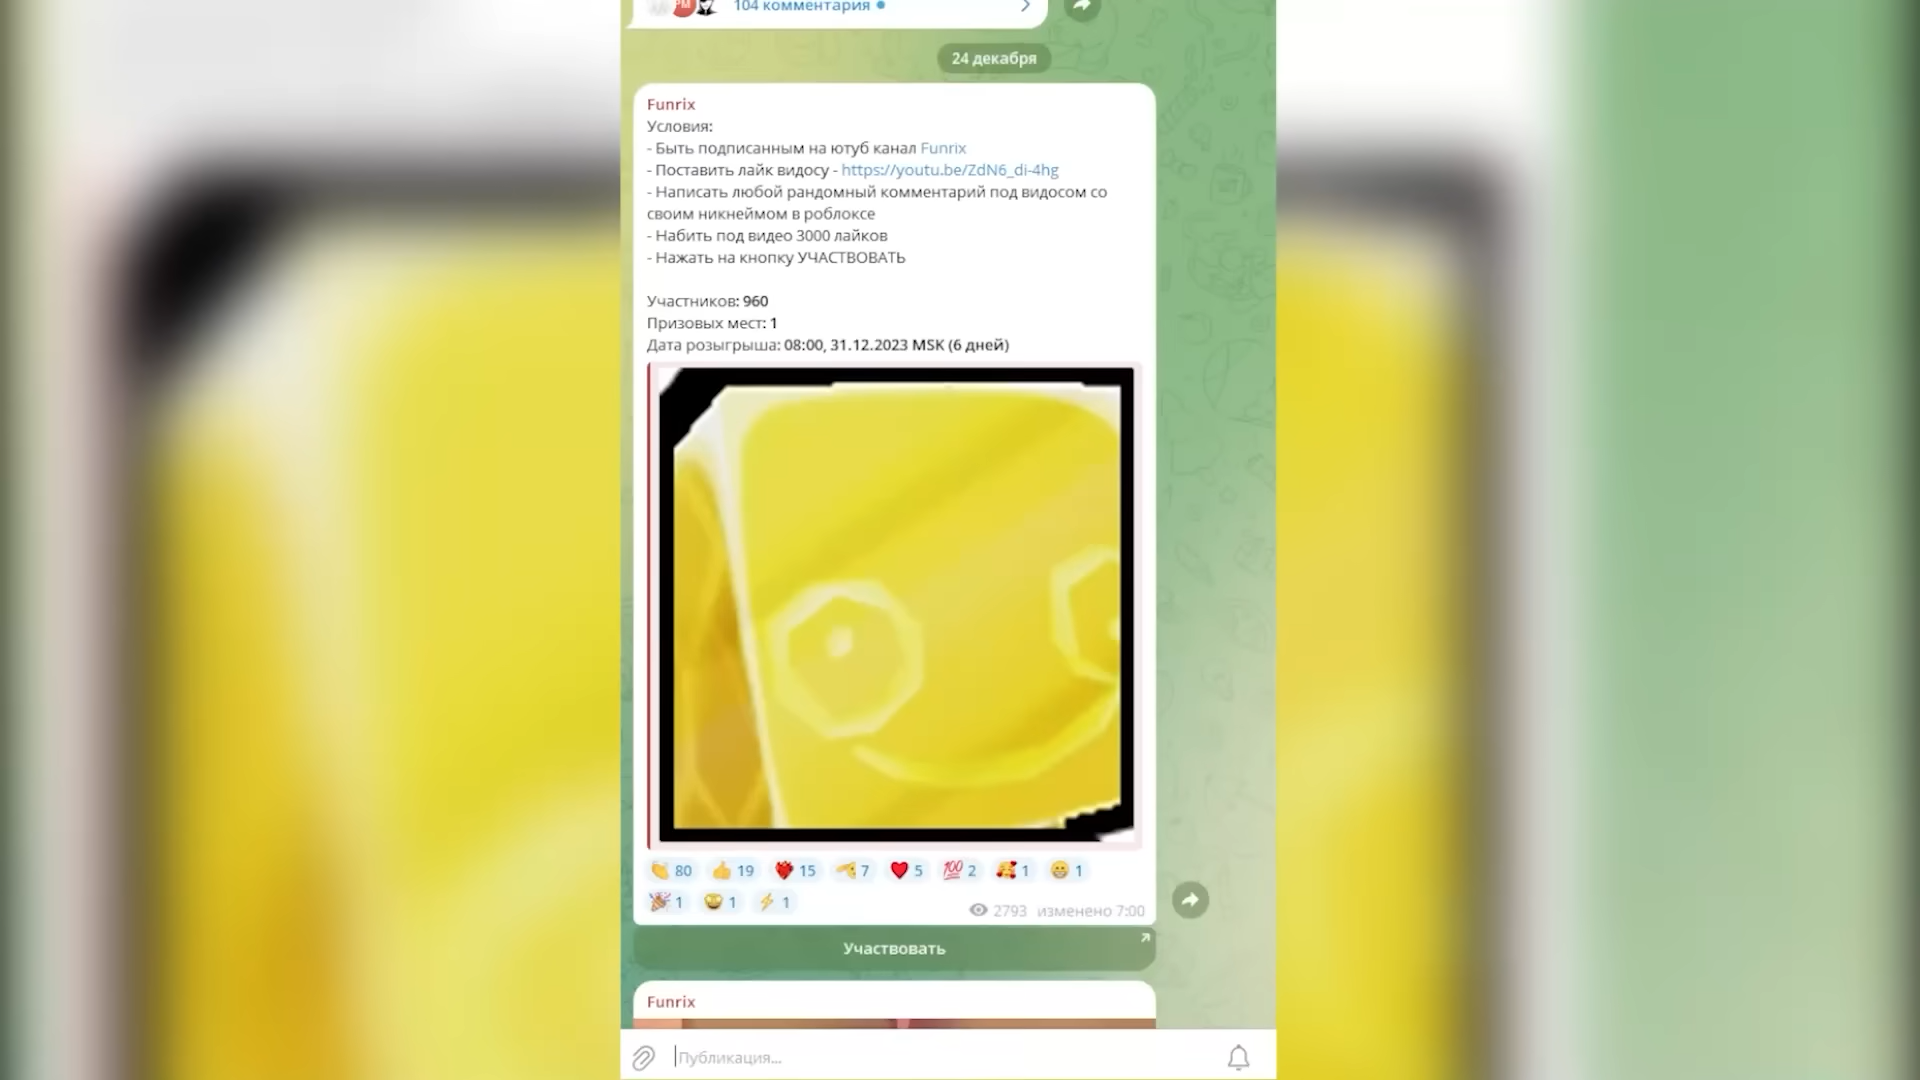 104 комментария
24 декабря
Funrix
Условия:
- Быть подписанным на ютуб канал Funrix
- Поставить лайк видосу - https://youtu.be/ZdN6_di-4hg
- Написать любой рандомный комментарий под видосом со
своим никнеймом в роблоксе
- Набить под видео 3000 лайков
- Нажать на кнопку УЧАСТВОВАТЬ
Участников: 960
Призовых мест: 1
Дата розыгрыша: 08:00, 31.12.2023 MSK (6 дней)
80 19 15 7 5 100 2 1 1
1 1 1
2793 изменено 7:00
Участвовать
Funrix
Публикация...